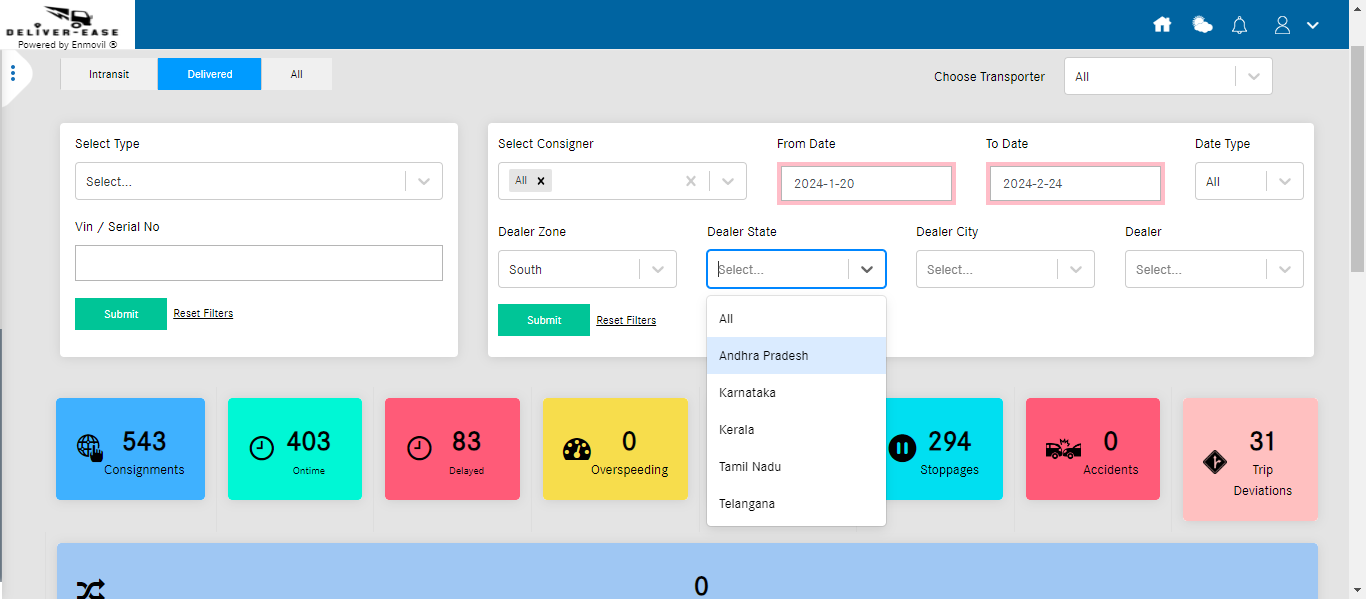 DELIVER-EASE
Powered by Enmovil ®
Intransit
Delivered
All
Choose Transporter
All
Select Type
Select...
Vin / Serial No
Submit
Reset Filters
Select Consigner
All
From Date
2024-1-20
To Date
2024-2-24
Date Type
All
Dealer Zone
South
Dealer State
Select...
Dealer City
Select...
Dealer
Select...
Submit
Reset Filters
All
Andhra Pradesh
Karnataka
Kerala
Tamil Nadu
Telangana
543
Consignments
403
Ontime
83
Delayed
0
Overspeeding
294
Stoppages
0
Accidents
31
Trip
Deviations
0